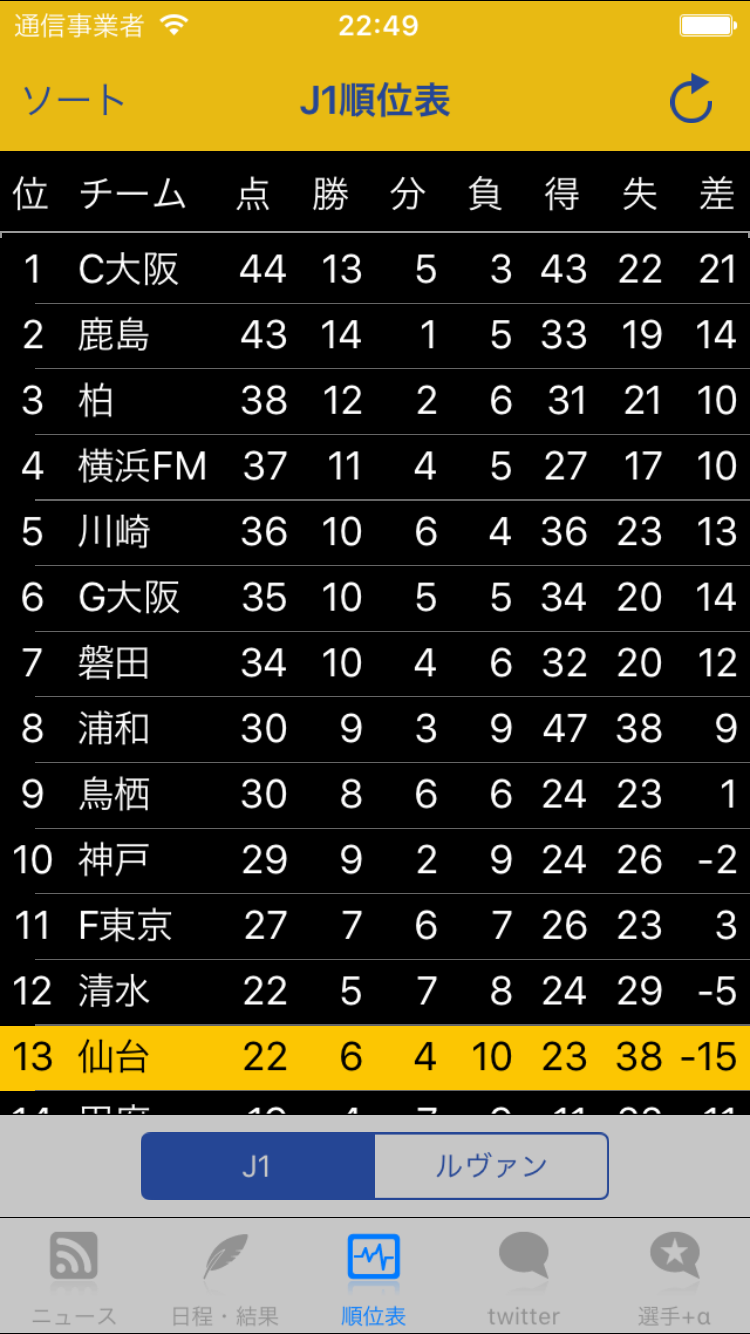 通信事業者 22:49
ソート J1順位表
位 チーム 点 勝 分 負 得 失 差
1 C大阪 44 13 5 3 43 22 21
2 鹿島 43 14 1 5 33 19 14
3 柏 38 12 2 6 31 21 10
4 横浜FM 37 11 4 5 27 17 10
5 川崎 36 10 6 4 36 23 13
6 G大阪 35 10 5 5 34 20 14
7 磐田 34 10 4 6 32 20 12
8 浦和 30 9 3 9 47 38 9
9 鳥栖 30 8 6 6 24 23 1
10 神戸 29 9 2 9 24 26 -2
11 F東京 27 7 6 7 26 23 3
12 清水 22 5 7 8 24 29 -5
13 仙台 22 6 4 10 23 38 -15
J1 ルヴァン
ニュース 日程・結果 順位表 twitter 選手+α